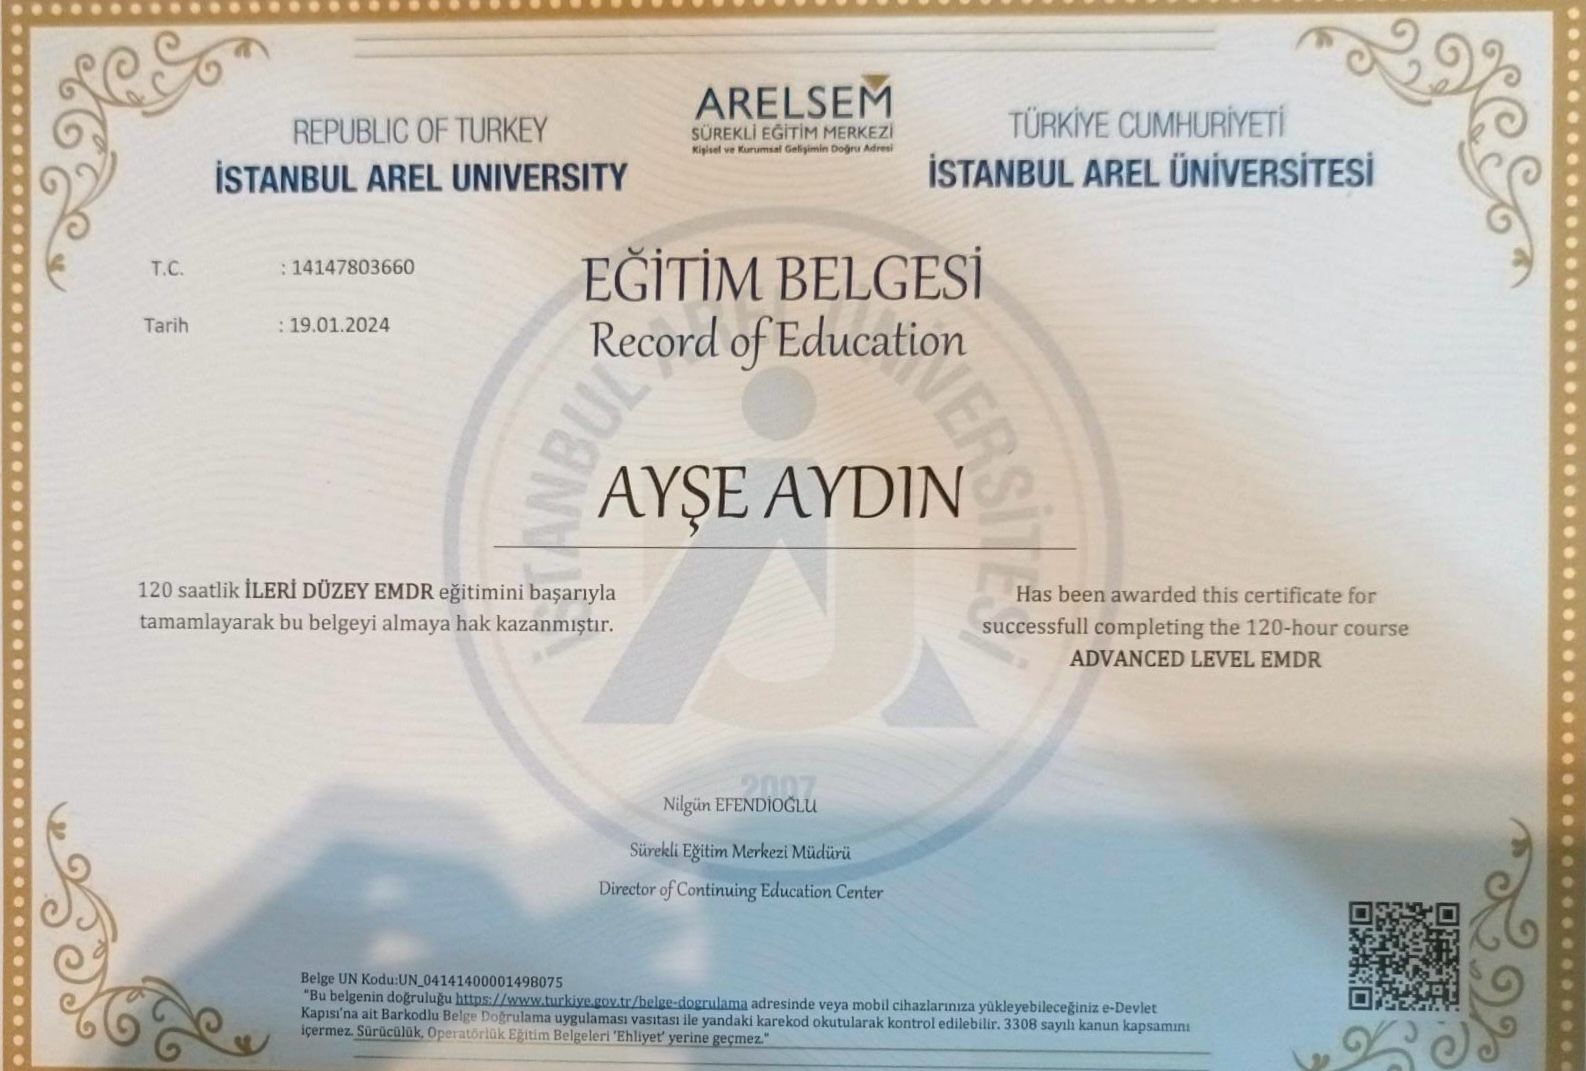 ARELSEM
SÜREKLİ EĞİTİM MERKEZİ
Kişisel ve Kurumsal Gelişimin Doğru Adresi
REPUBLIC OF TURKEY
İSTANBUL AREL UNIVERSITY
TÜRKİYE CUMHURİYETİ
İSTANBUL AREL ÜNİVERSİTESİ
T.C. : 14147803660
Tarih : 19.01.2024
EĞİTİM BELGESİ
Record of Education
İSTANBUL AREL ÜNİVERSİTESİ
AYŞE AYDIN
120 saatlik İLERİ DÜZEY EMDR eğitimini başarıyla
tamamlayarak bu belgeyi almaya hak kazanmıştır.
Has been awarded this certificate for
successfull completing the 120-hour course
ADVANCED LEVEL EMDR
2007
Nilgün EFENDİOĞLU
Sürekli Eğitim Merkezi Müdürü
Director of Continuing Education Center
Belge UN Kodu:UN_04141400001498075
"Bu belgenin doğruluğu https://www.turkiye.gov.tr/belge-dogrulama adresinde veya mobil cihazlarınıza yükleyebileceğiniz e-Devlet
Kapısı'na ait Barkodlu Belge Doğrulama uygulaması vasıtası ile yandaki karekod okutularak kontrol edilebilir. 3308 sayılı kanun kapsamını
içermez. Sürücülük, Operatörlük Eğitim Belgeleri 'Ehliyet' yerine geçmez."